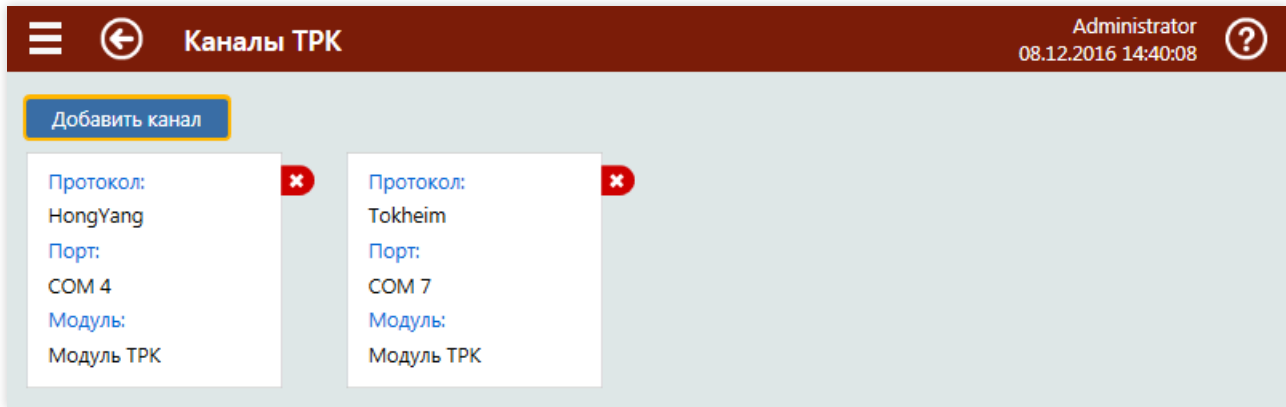 Каналы ТРК
Administrator
08.12.2016 14:40:08
Добавить канал
Протокол:
HongYang
Порт:
COM 4
Модуль:
Модуль ТРК
Протокол:
Tokheim
Порт:
COM 7
Модуль:
Модуль ТРК